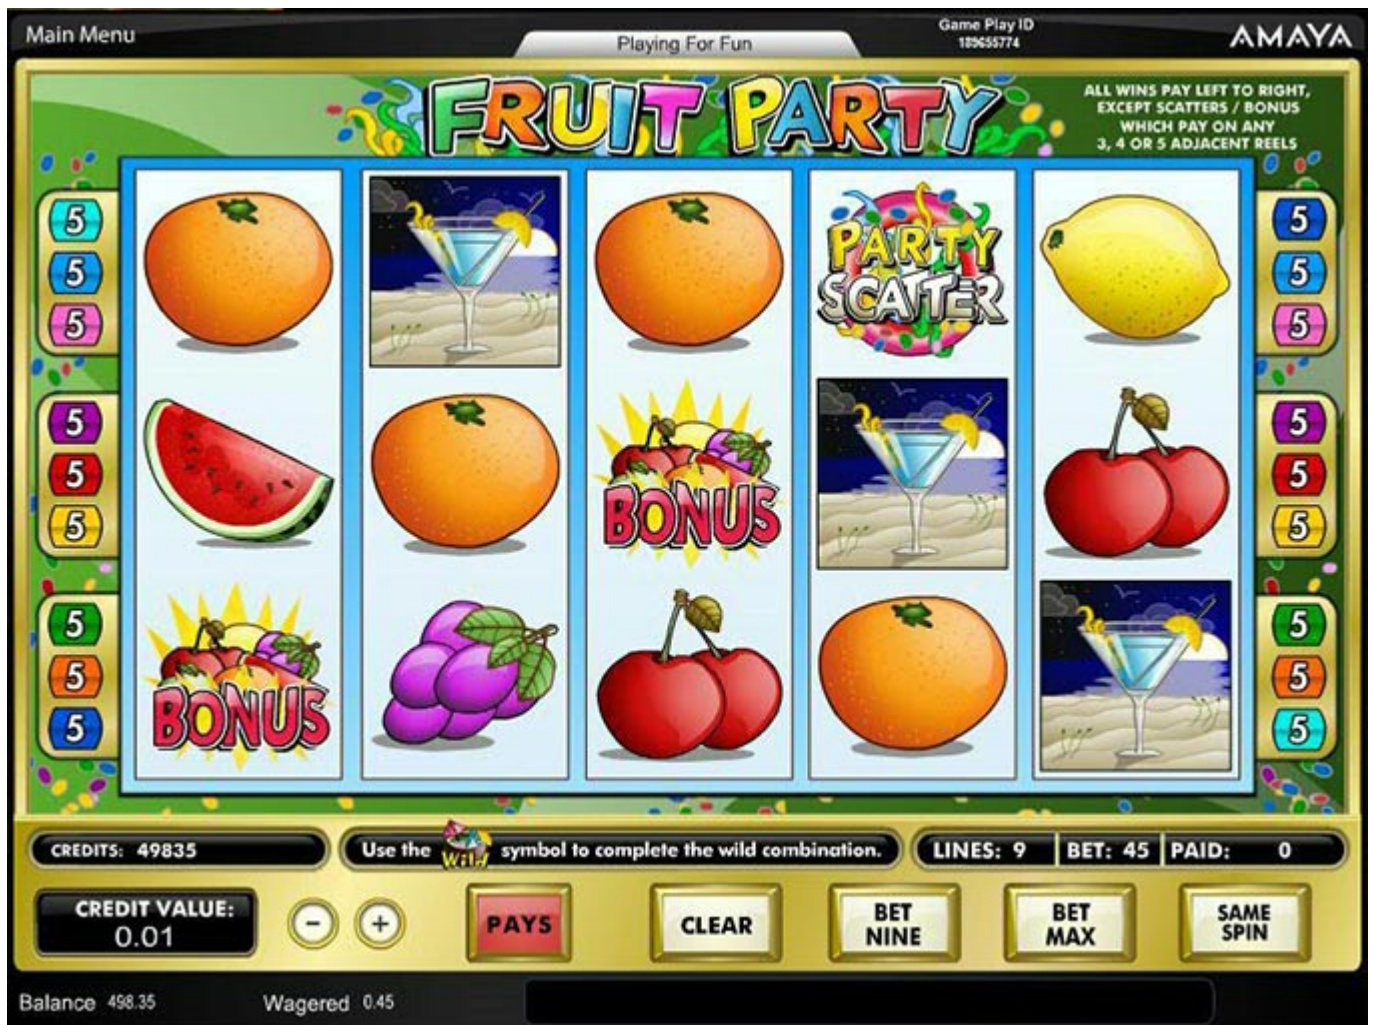 Main Menu
Playing For Fun
Game Play ID
189655774
AMAYA
FRUIT PARTY
ALL WINS PAY LEFT TO RIGHT,
EXCEPT SCATTERS / BONUS
WHICH PAY ON ANY
3, 4 OR 5 ADJACENT REELS
5
5
5
5
5
5
5
5
5
PARTY
SCATTER
BONUS
BONUS
5
5
5
5
5
5
5
5
5
CREDITS: 49835
Use the Wild symbol to complete the wild combination.
LINES: 9 BET: 45 PAID: 0
CREDIT VALUE:
0.01
-
+
PAYS
CLEAR
BET
NINE
BET
MAX
SAME
SPIN
Balance 498.35
Wagered 0.45